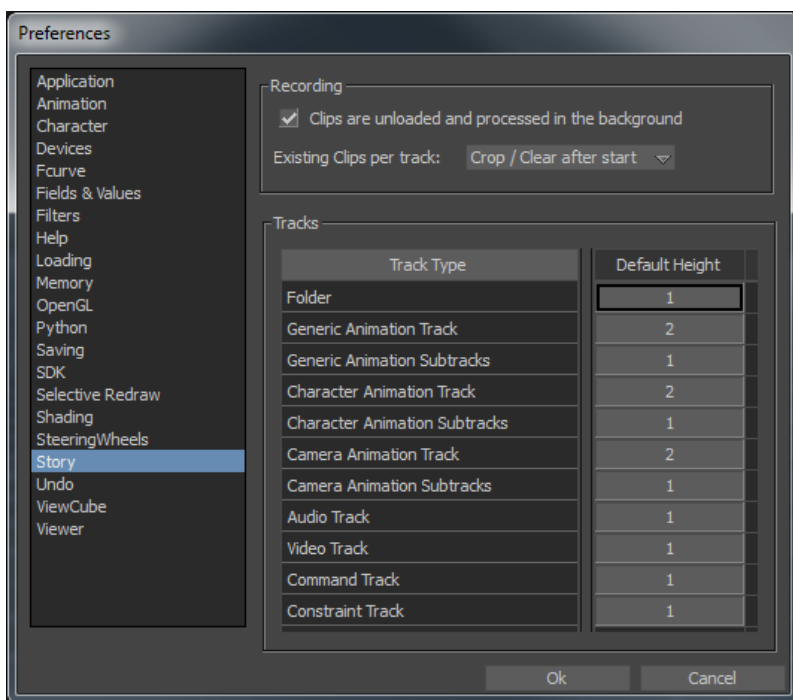 Preferences
Application
Animation
Character
Devices
Fcurve
Fields & Values
Filters
Help
Loading
Memory
OpenGL
Python
Saving
SDK
Selective Redraw
Shading
SteeringWheels
Story
Undo
ViewCube
Viewer
Recording
Clips are unloaded and processed in the background
Existing Clips per track: Crop / Clear after start
Tracks
Track Type Default Height
Folder 1
Generic Animation Track 2
Generic Animation Subtracks 1
Character Animation Track 2
Character Animation Subtracks 1
Camera Animation Track 2
Camera Animation Subtracks 1
Audio Track 1
Video Track 1
Command Track 1
Constraint Track 1
Ok Cancel